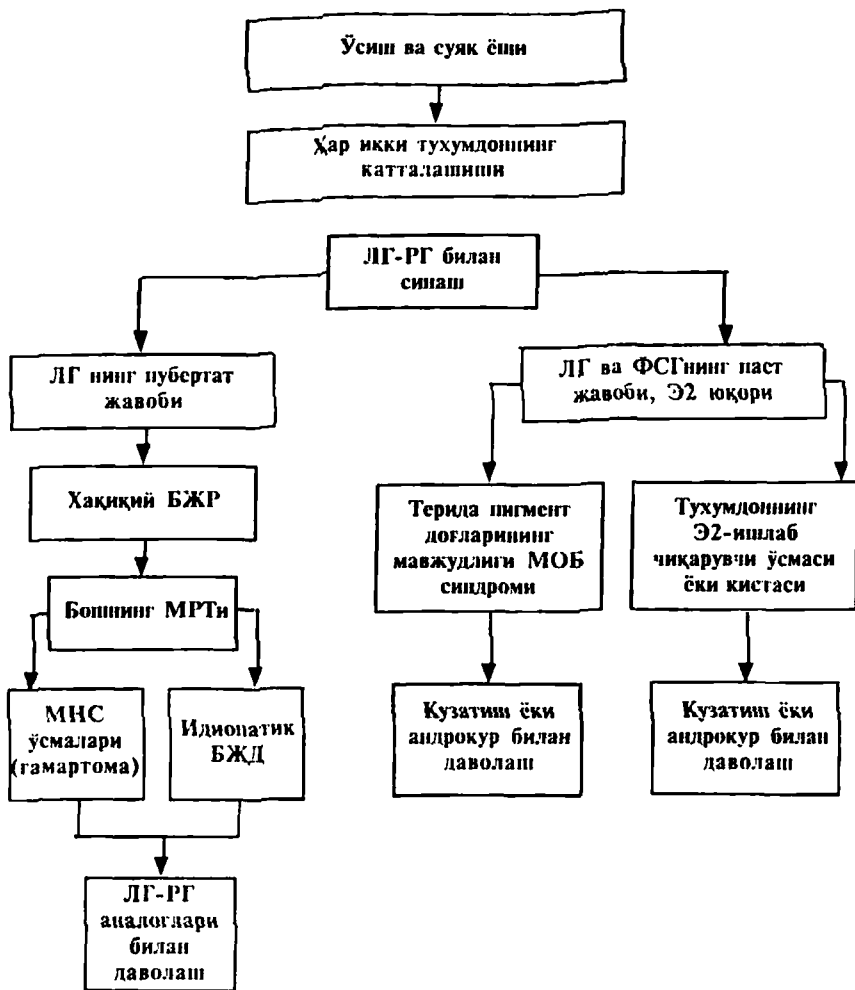 Ўсиш ва суяк ёши
Ҳар икки тухумдоннинг
катталашиши
ЛГ-РГ билан
синаш
ЛГ нинг пубертат
жавоби
ЛГ ва ФСГнинг паст
жавоби, Э2 юқори
Хақиқий БЖР
Терида пигмент
доғларининг
мавжудлиги МОБ
синдроми
Тухумдоннинг
Э2-ишлаб
чиқарувчи ўсмаси
ёки кистаси
Бошнинг МРТи
МНС
ўсмалари
(гамартома)
Идиопатик
БЖД
Кузатиш ёки
андрокур билан
даволаш
Кузатиш ёки
андрокур билан
даволаш
ЛГ-РГ
аналоглари
билан
даволаш